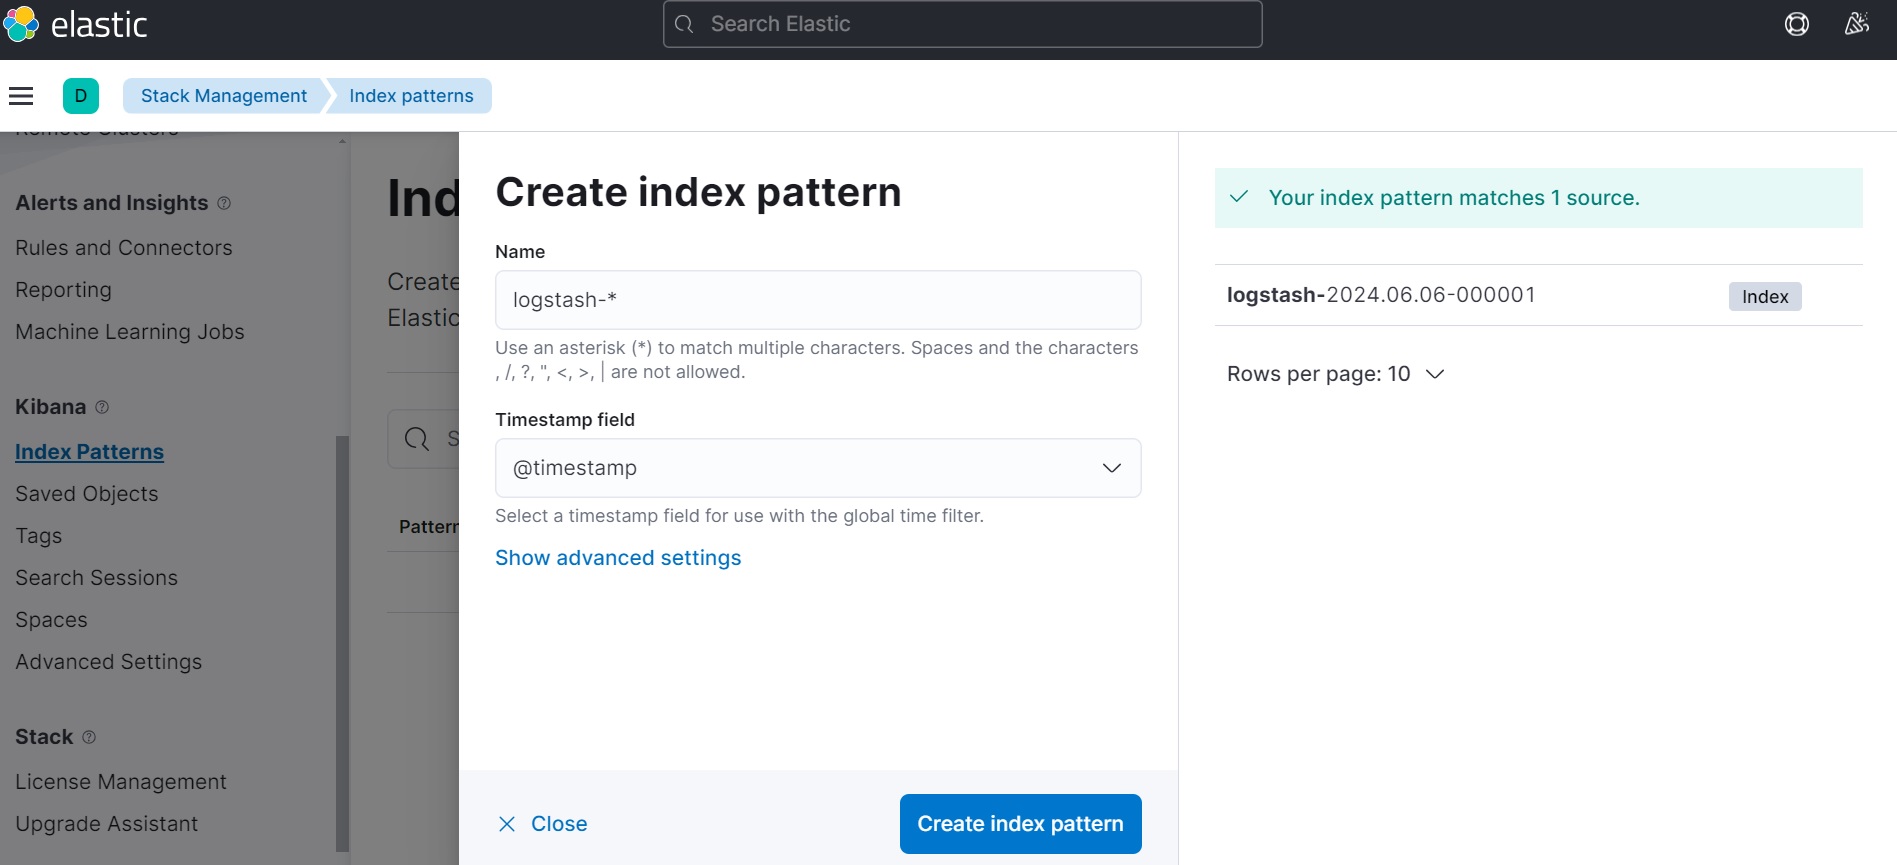 elastic
Search Elastic
D
Stack Management
Index patterns
Remote Clusters
Alerts and Insights
Rules and Connectors
Reporting
Machine Learning Jobs
Kibana
Index Patterns
Saved Objects
Tags
Search Sessions
Spaces
Advanced Settings
Stack
License Management
Upgrade Assistant
Ind
Create
Elastic
S
Pattern
Create index pattern
Name
logstash-*
Use an asterisk (*) to match multiple characters. Spaces and the characters
, /, ?, ", <, >, | are not allowed.
Timestamp field
@timestamp
Select a timestamp field for use with the global time filter.
Show advanced settings
Close
Create index pattern
Your index pattern matches 1 source.
logstash-2024.06.06-000001
Index
Rows per page: 10